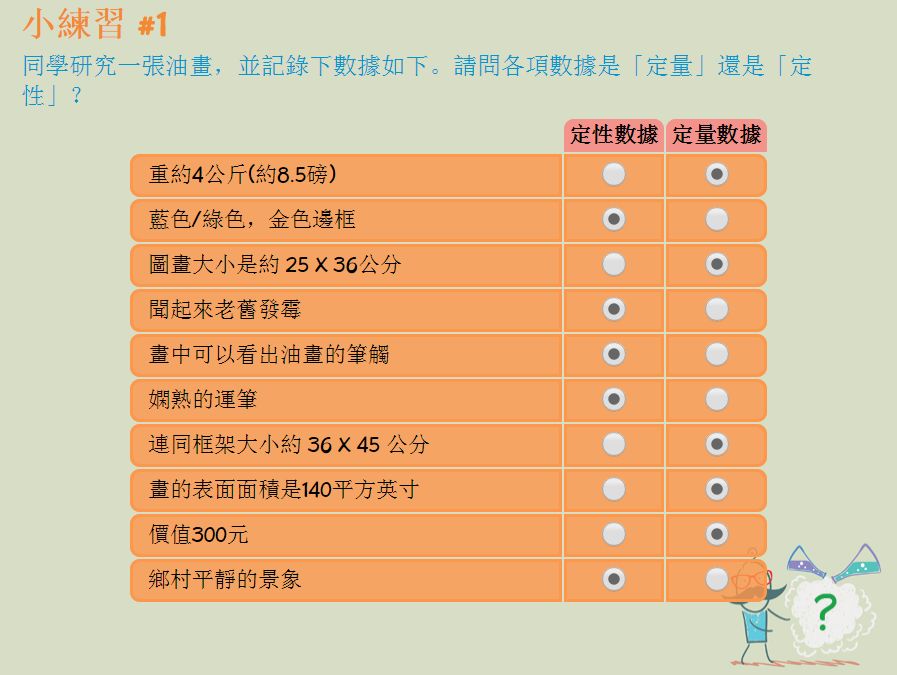 小練習 #1
同學研究一張油畫，並記錄下數據如下。請問各項數據是「定量」還是「定
性」？
定性數據 定量數據
重約4公斤(約8.5磅)
藍色/綠色，金色邊框
圖畫大小是約 25 X 36公分
聞起來老舊發霉
畫中可以看出油畫的筆觸
嫻熟的運筆
連同框架大小約 36 X 45 公分
畫的表面面積是140平方英寸
價值300元
鄉村平靜的景象
?